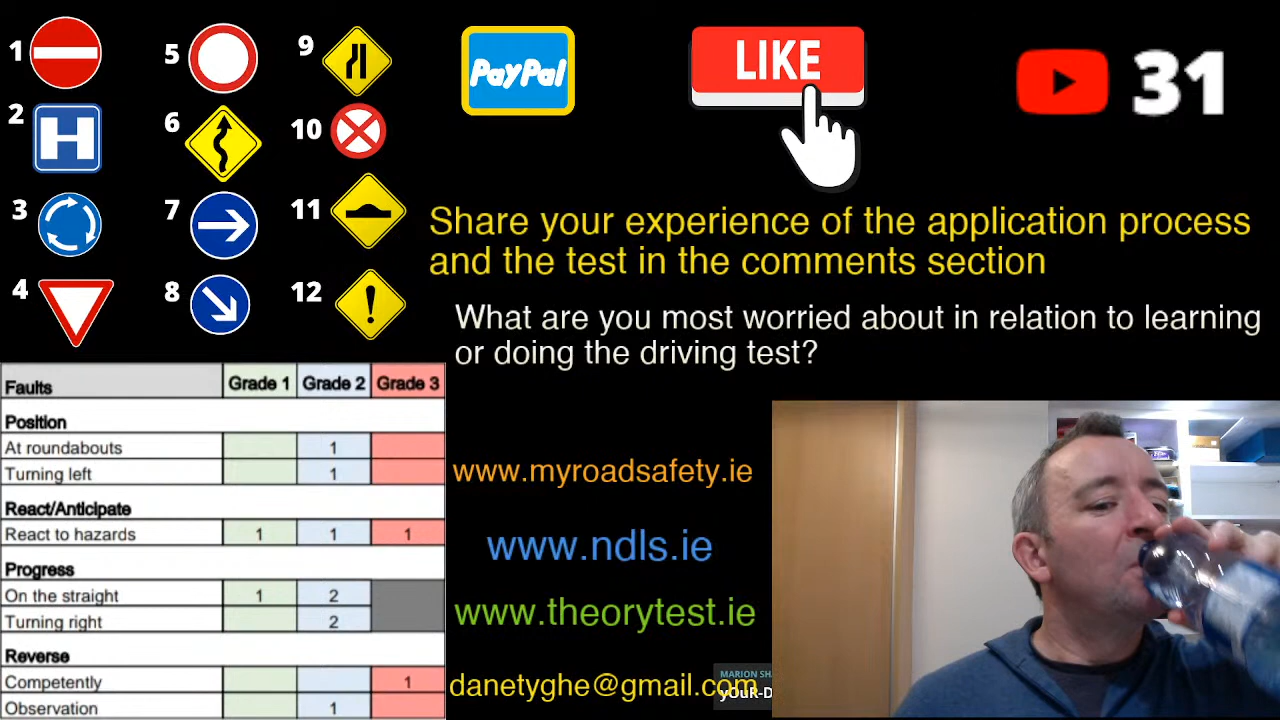 1
5
9
2
6
10
3
7
11
4
8
12
H
PayPal
LIKE
31
Share your experience of the application process
and the test in the comments section
What are you most worried about in relation to learning
or doing the driving test?
Faults Grade 1 Grade 2 Grade 3
Position
At roundabouts 1
Turning left 1
React/Anticipate
React to hazards 1 1 1
Progress
On the straight 1 2
Turning right 2
Reverse
Competently 1
Observation 1
www.myroadsafety.ie
www.ndls.ie
www.theorytest.ie
danetyghe@gmail.com
MARION SH
yOuR-D